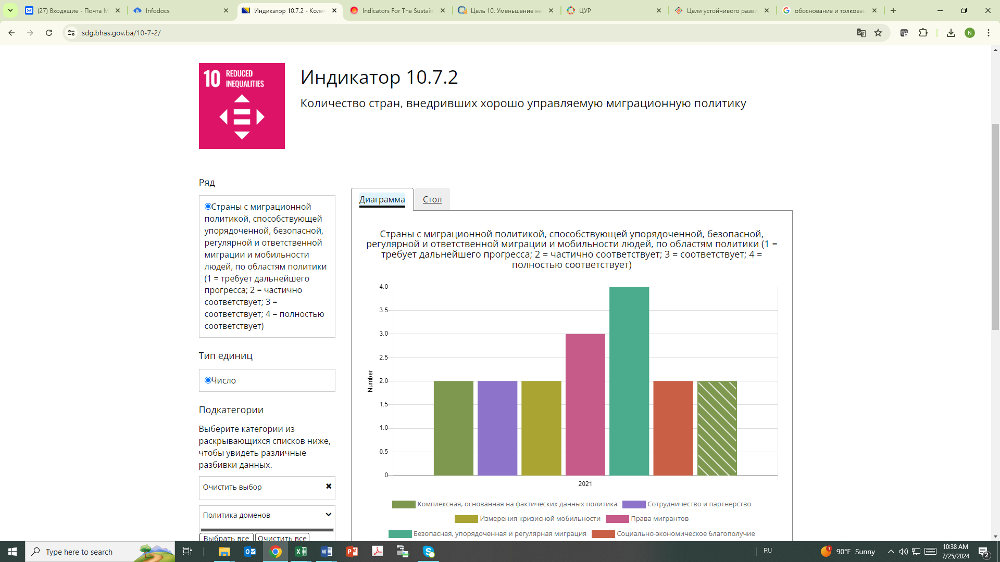 (27) Входящие - Почта M
Infodocs
Индикатор 10.7.2 - Коли
Indicators For The Sustain
Цель 10. Уменьшение не
ЦУР
Цели устойчивого разви
обоснование и толкован
sdg.bhas.gov.ba/10-7-2/
N
10 REDUCED
INEQUALITIES
Индикатор 10.7.2
Количество стран, внедривших хорошо управляемую миграционную политику
Ряд
Страны с миграционной
политикой, способствующей
упорядоченной, безопасной,
регулярной и ответственной
миграции и мобильности
людей, по областям политики
(1 = требует дальнейшего
прогресса; 2 = частично
соответствует; 3 =
соответствует; 4 = полностью
соответствует)
Тип единиц
Число
Подкатегории
Выберите категории из
раскрывающихся списков ниже,
чтобы увидеть различные
разбивки данных.
Очистить выбор
Политика доменов
Выбрать все Очистить все
Диаграмма Стол
Страны с миграционной политикой, способствующей упорядоченной, безопасной,
регулярной и ответственной миграции и мобильности людей, по областям политики (1 =
требует дальнейшего прогресса; 2 = частично соответствует; 3 = соответствует; 4 =
полностью соответствует)
4.0
3.5
3.0
2.5
2.0
1.5
1.0
0.5
0
Number
2021
Комплексная, основанная на фактических данных политика Сотрудничество и партнерство
Измерения кризисной мобильности Права мигрантов
Безопасная, упорядоченная и регулярная миграция Социально-экономическое благополучие
Type here to search
RU
1
90°F Sunny
10:38 AM
7/25/2024
2